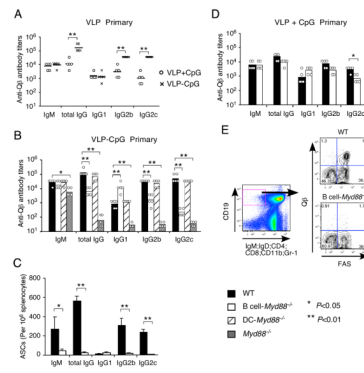 A
VLP Primary
Anti-Qβ antibody titers
10⁶
10⁵
10⁴
10³
10²
10¹
**
**
**
VLP+CpG
VLP-CpG
IgM total IgG IgG1 IgG2b IgG2c
B
VLP-CpG Primary
Anti-Qβ antibody titers
10⁶
10⁵
10⁴
10³
10²
10¹
*
**
**
**
**
**
**
**
**
IgM total IgG IgG1 IgG2b IgG2c
C
ASCs (Per 10⁶ splenocytes)
800
600
400
200
0
*
**
**
**
IgM total IgG IgG1 IgG2b IgG2c
D
VLP + CpG Primary
Anti-Qβ antibody titers
10⁶
10⁵
10⁴
10³
10²
10¹
*
IgM total IgG IgG1 IgG2b IgG2c
E
CD19
IgM;IgD;CD4;
CD8;CD11b;Gr-1
WT
Qβ
B cell-Myd88⁻/⁻
FAS
WT
B cell-Myd88⁻/⁻
DC-Myd88⁻/⁻
Myd88⁻/⁻
* P<0.05
** P<0.01